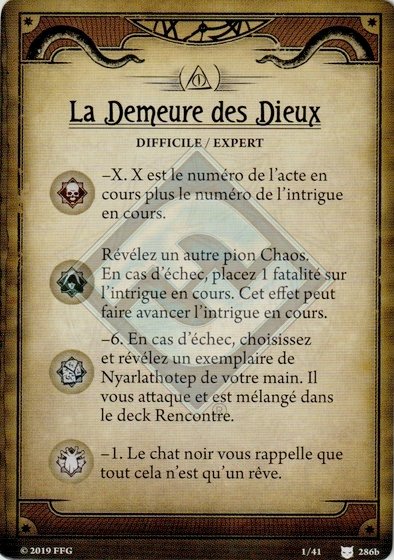 La Demeure des Dieux
DIFFICILE / EXPERT
–X. X est le numéro de l’acte en
cours plus le numéro de l’intrigue
en cours.
Révélez un autre pion Chaos.
En cas d’échec, placez 1 fatalité sur
l’intrigue en cours. Cet effet peut
faire avancer l’intrigue en cours.
–6. En cas d’échec, choisissez
et révélez un exemplaire de
Nyarlathotep de votre main. Il
vous attaque et est mélangé dans
le deck Rencontre.
–1. Le chat noir vous rappelle que
tout cela n’est qu’un rêve.
© 2019 FFG 1/41 286b